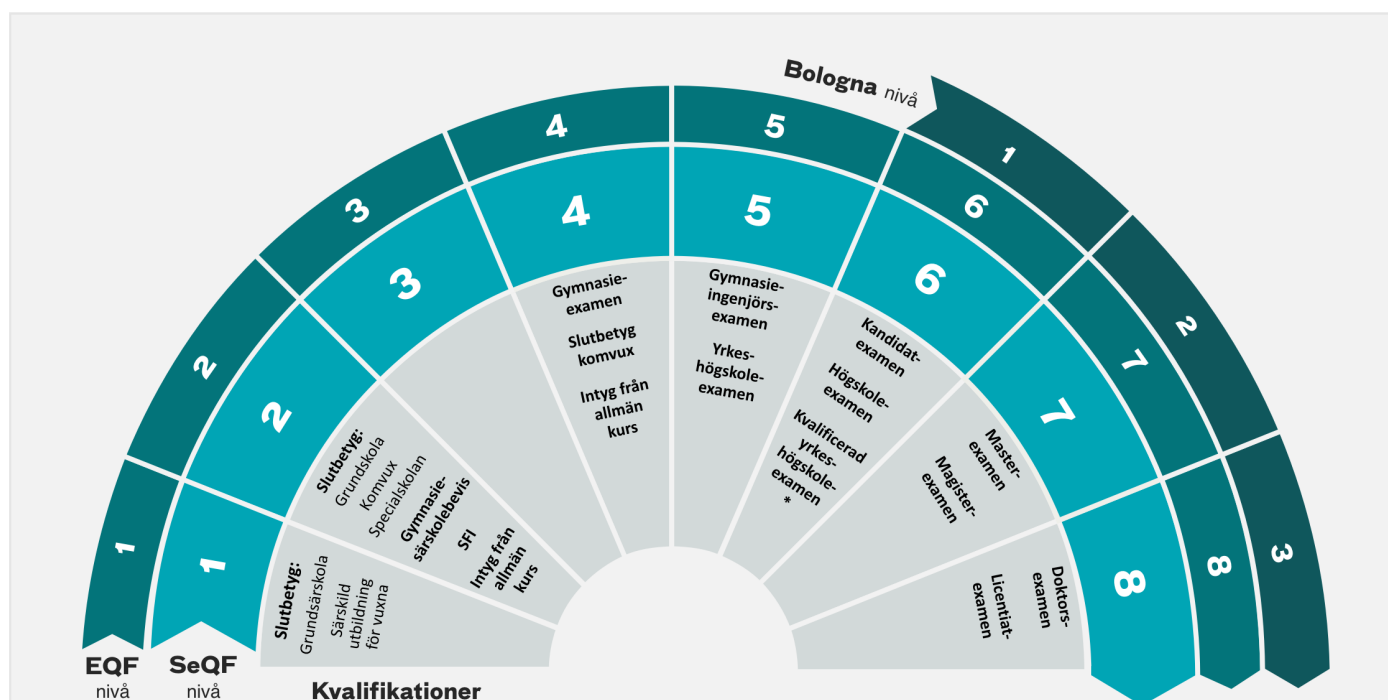 Bologna nivå
1
2
3
1
2
3
4
5
6
7
8
1
2
3
4
5
6
7
8
Slutbetyg:
Grundsärskola
Särskild
utbildning
för vuxna
Slutbetyg:
Grundskola
Komvux
Specialskolan
Gymnasie-
särskolebevis
SFI
Intyg från
allmän
kurs
Gymnasie-
examen
Slutbetyg
komvux
Intyg från
allmän
kurs
Gymnasie-
ingenjörs-
examen
Yrkes-
högskole-
examen
Kandidat-
examen
Högskole-
examen
Kvalificerad
yrkes-
högskole-
examen
*
Master-
examen
Magister-
examen
Doktors-
examen
Licentiat-
examen
EQF
nivå
SeQF
nivå
Kvalifikationer